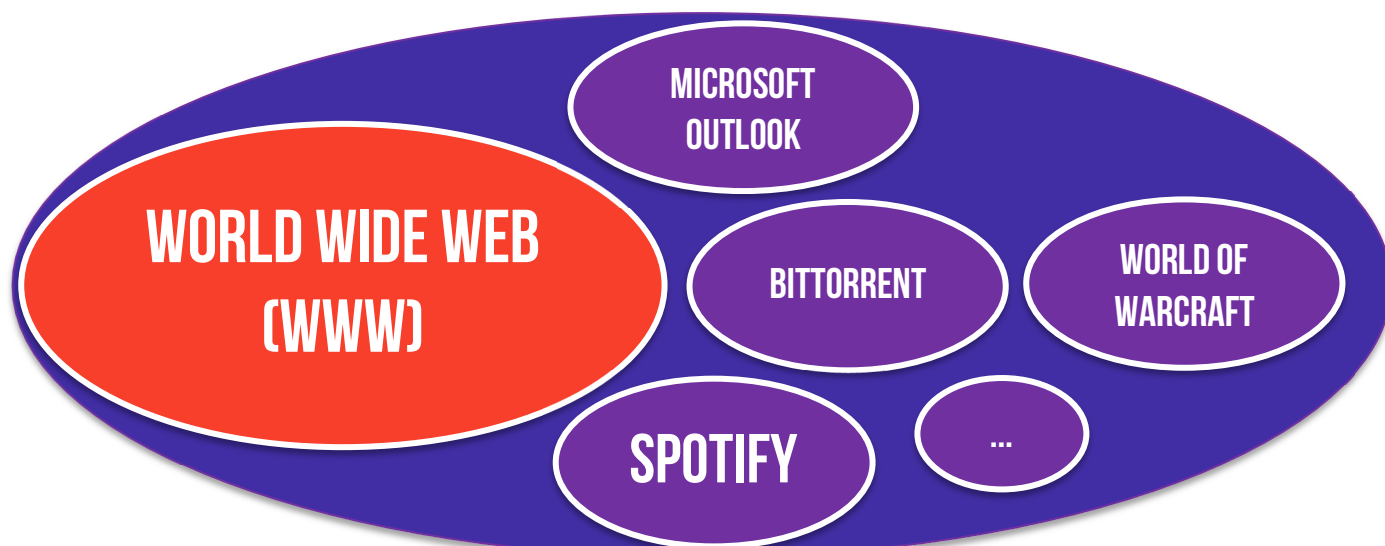 MICROSOFT
OUTLOOK
WORLD WIDE WEB
(WWW)
BITTORRENT
WORLD OF
WARCRAFT
SPOTIFY
...